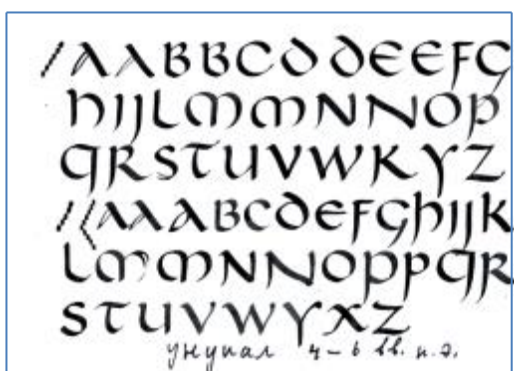 AABBCDDEEFG
HIJLMMNNOP
QRSTUVWKYZ
AAABCDEFGHIJK
LMMNNOPPQR
STUVWYXZ
унциал 4-6 вв. н.э.